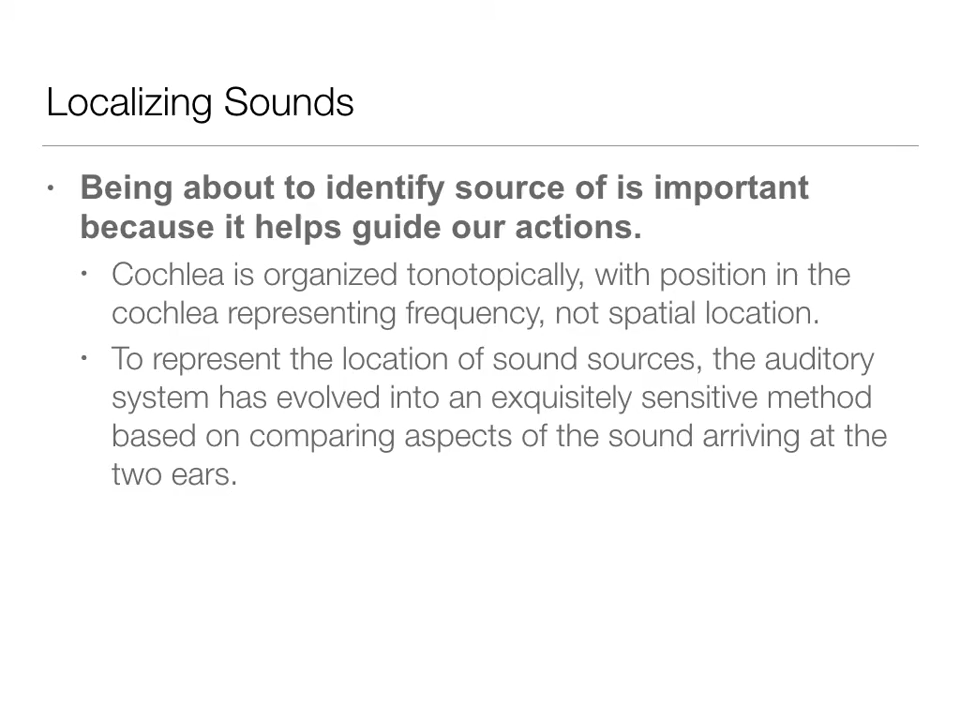 Localizing Sounds
• Being about to identify source of is important
because it helps guide our actions.
• Cochlea is organized tonotopically, with position in the
cochlea representing frequency, not spatial location.
• To represent the location of sound sources, the auditory
system has evolved into an exquisitely sensitive method
based on comparing aspects of the sound arriving at the
two ears.